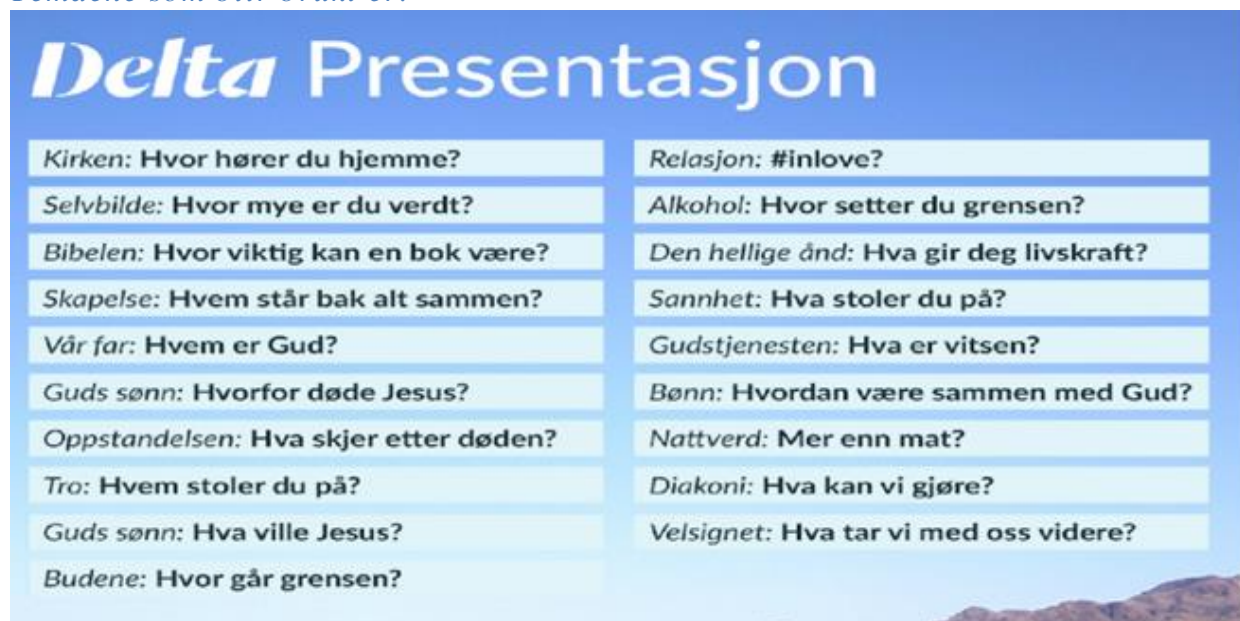 Delta Presentasjon
Kirken: Hvor hører du hjemme?
Selvbilde: Hvor mye er du verdt?
Bibelen: Hvor viktig kan en bok være?
Skapelse: Hvem står bak alt sammen?
Vår far: Hvem er Gud?
Guds sønn: Hvorfor døde Jesus?
Oppstandelsen: Hva skjer etter døden?
Tro: Hvem stoler du på?
Guds sønn: Hva ville Jesus?
Budene: Hvor går grensen?
Relasjon: #inlove?
Alkohol: Hvor setter du grensen?
Den hellige ånd: Hva gir deg livskraft?
Sannhet: Hva stoler du på?
Gudstjenesten: Hva er vitsen?
Bønn: Hvordan være sammen med Gud?
Nattverd: Mer enn mat?
Diakoni: Hva kan vi gjøre?
Velsignet: Hva tar vi med oss videre?